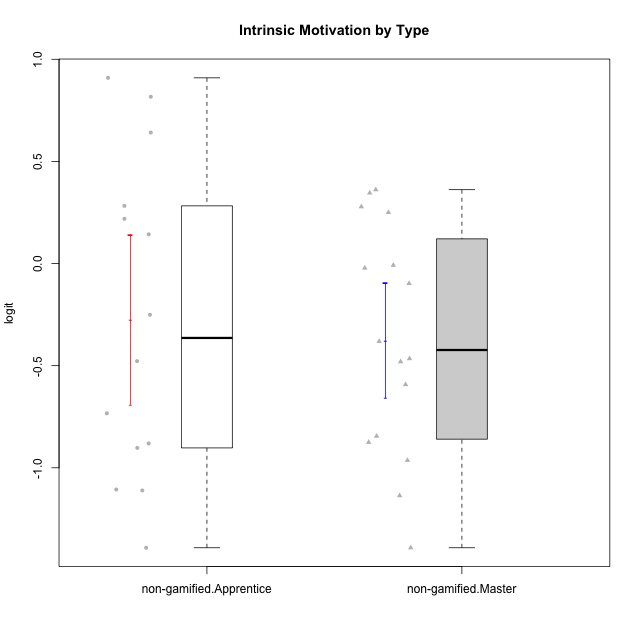 Intrinsic Motivation by Type
1.0
0.5
0.0
-0.5
-1.0
logit
non-gamified.Apprentice
non-gamified.Master